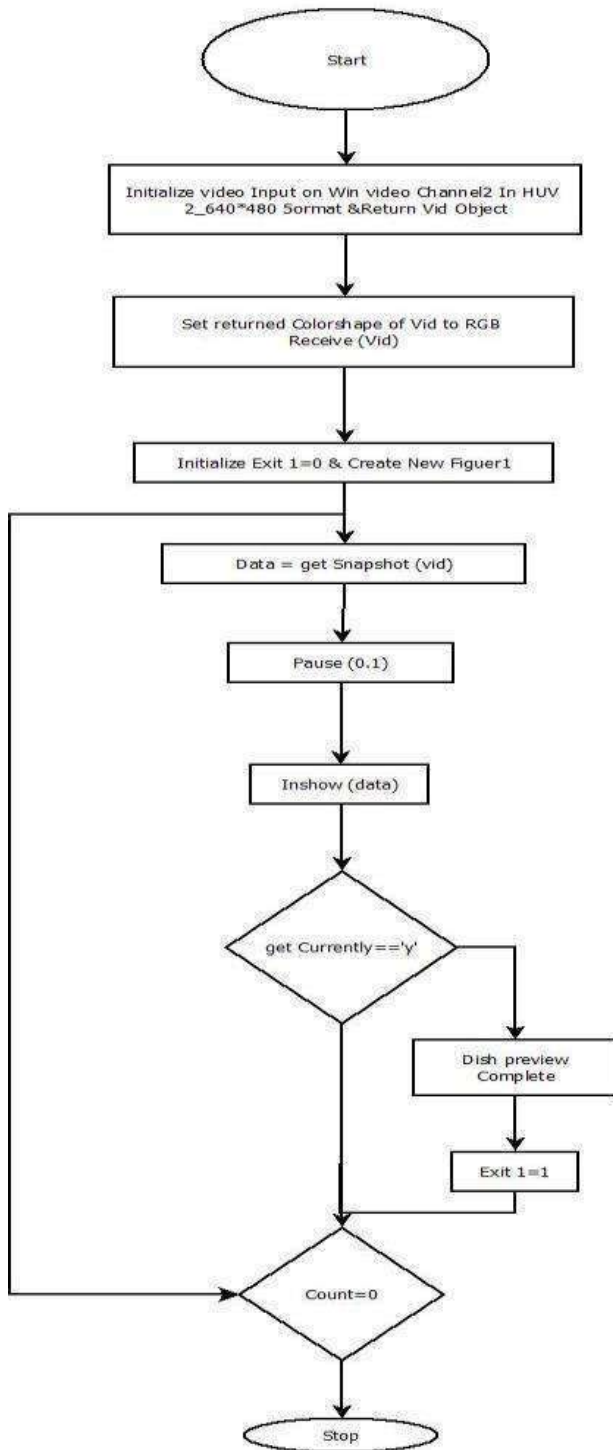 Start
Initialize video Input on Win video Channel2 In HUV
2_640*480 5ormat &Return Vid Object
Set returned Colorshape of Vid to RGB
Receive (Vid)
Initialize Exit 1=0 & Create New Figuer1
Data = get Snapshot (vid)
Pause (0.1)
Inshow (data)
get Currently=='y'
Dish preview
Complete
Exit 1=1
Count=0
Stop